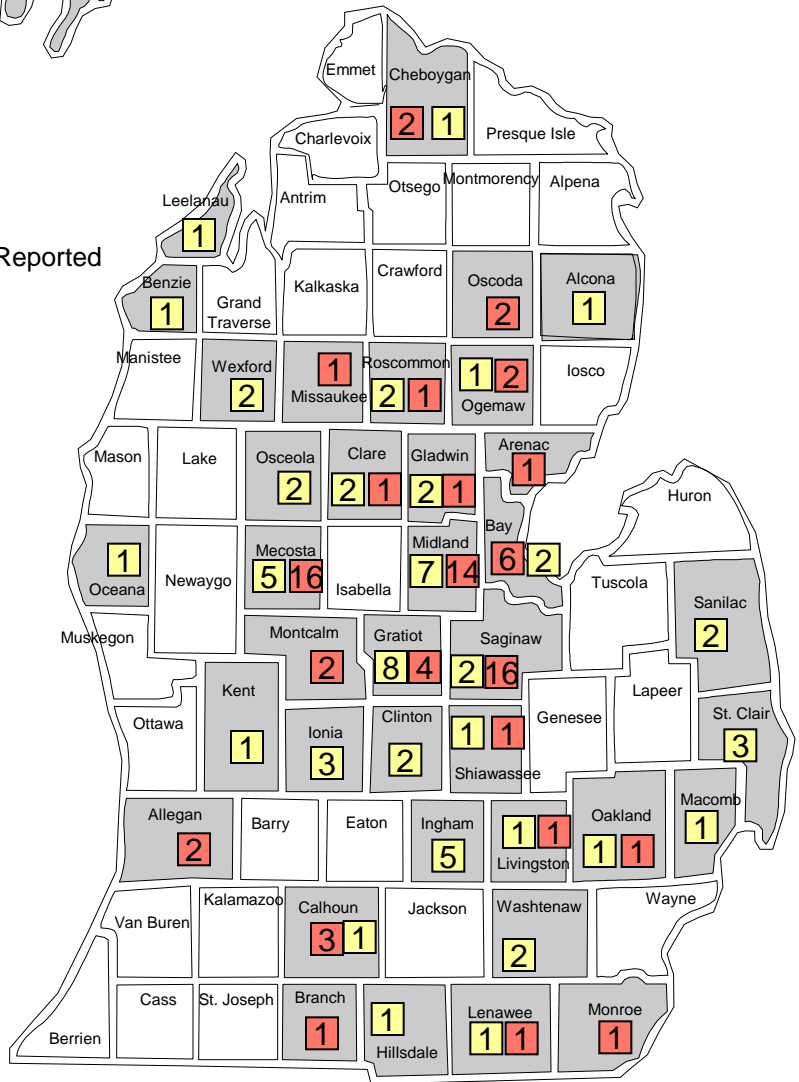 Emmet
Cheboygan
2 1
Presque Isle
Charlevoix
Leelanau
1
Antrim
Otsego
Montmorency
Alpena
Reported
Benzie
1
Grand
Traverse
Kalkaska
Crawford
Oscoda
2
Alcona
1
Manistee
Wexford
2
1
Missaukee
Roscommon
2 1
1 2
Ogemaw
Iosco
Mason
Lake
Osceola
2
Clare
2 1
Gladwin
2 1
Arenac
1
Huron
1
Oceana
Newaygo
Mecosta
5 16
Isabella
Midland
7 14
Bay
6 2
Tuscola
Sanilac
2
Muskegon
Montcalm
2
Gratiot
8 4
Saginaw
2 16
Lapeer
Ottawa
Kent
1
Ionia
3
Clinton
2
1 1
Shiawassee
Genesee
St. Clair
3
Allegan
2
Barry
Eaton
Ingham
5
1 1
Livingston
Oakland
1 1
Macomb
1
Van Buren
Kalamazoo
Calhoun
3 1
Jackson
Washtenaw
2
Wayne
Berrien
Cass
St. Joseph
Branch
1
1
Hillsdale
Lenawee
1 1
Monroe
1